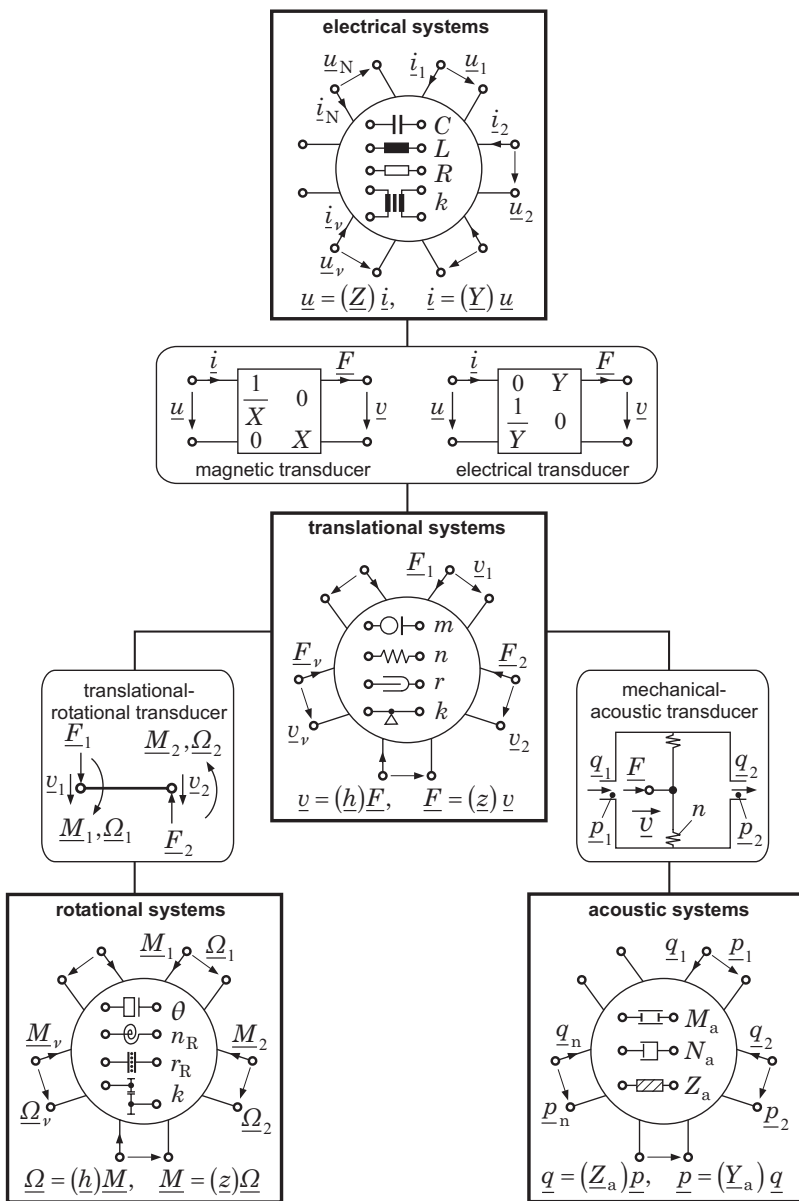 electrical systems
u_N i_1 u_1
i_N C i_2
L
R
k
i_ν u_2
u_ν
u = (Z) i, i = (Y) u
i F i F
1/X 0 0 Y
u v u v
0 X 1/Y 0
magnetic transducer electrical transducer
translational systems
F_1 v_1
m
F_ν n F_2
r
k
v_ν v_2
v = (h)F, F = (z) v
translational-
rotational transducer
F_1 M_2, Ω_2
v_1 v_2
M_1, Ω_1 F_2
mechanical-
acoustic transducer
q_1 F q_2
p_1 v n p_2
rotational systems
M_1 Ω_1
θ
M_ν n_R M_2
r_R
k
Ω_ν Ω_2
Ω = (h)M, M = (z)Ω
acoustic systems
q_1 p_1
M_a
q_n N_a q_2
Z_a
p_n p_2
q = (Z_a)p, p = (Y_a) q